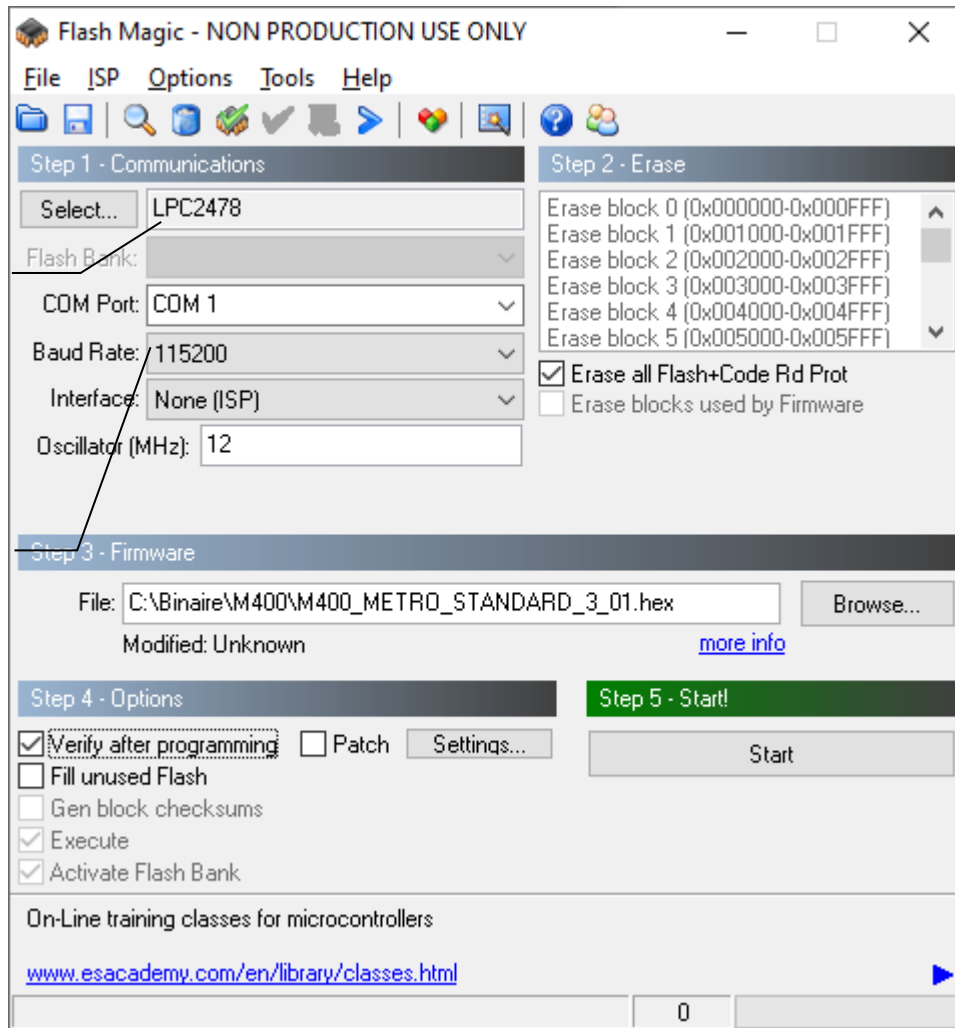 Flash Magic - NON PRODUCTION USE ONLY
File ISP Options Tools Help
Step 1 - Communications
Select... LPC2478
Flash Bank:
COM Port: COM 1
Baud Rate: 115200
Interface: None (ISP)
Oscillator (MHz): 12
Step 2 - Erase
Erase block 0 (0x000000-0x000FFF)
Erase block 1 (0x001000-0x001FFF)
Erase block 2 (0x002000-0x002FFF)
Erase block 3 (0x003000-0x003FFF)
Erase block 4 (0x004000-0x004FFF)
Erase block 5 (0x005000-0x005FFF)
Erase all Flash+Code Rd Prot
Erase blocks used by Firmware
Step 3 - Firmware
File: C:\Binaire\M400\M400_METRO_STANDARD_3_01.hex Browse...
Modified: Unknown more info
Step 4 - Options
Verify after programming Patch Settings...
Fill unused Flash
Gen block checksums
Execute
Activate Flash Bank
Step 5 - Start!
Start
On-Line training classes for microcontrollers
www.esacademy.com/en/library/classes.html
0